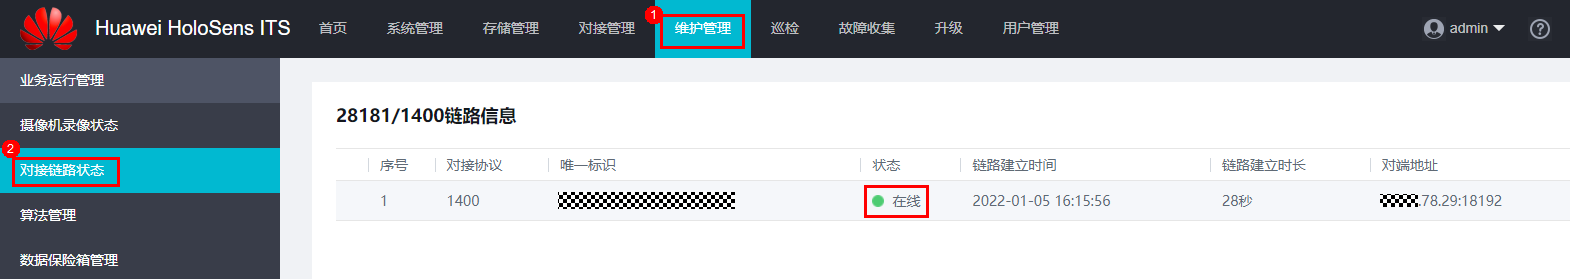 Huawei HoloSens ITS 首页 系统管理 存储管理 对接管理 1 维护管理 巡检 故障收集 升级 用户管理 admin ?
业务运行管理
摄像机录像状态
2
对接链路状态
算法管理
数据保险箱管理
28181/1400链路信息
序号 对接协议 唯一标识 状态 链路建立时间 链路建立时长 对端地址
1 1400 在线 2022-01-05 16:15:56 28秒 .78.29:18192